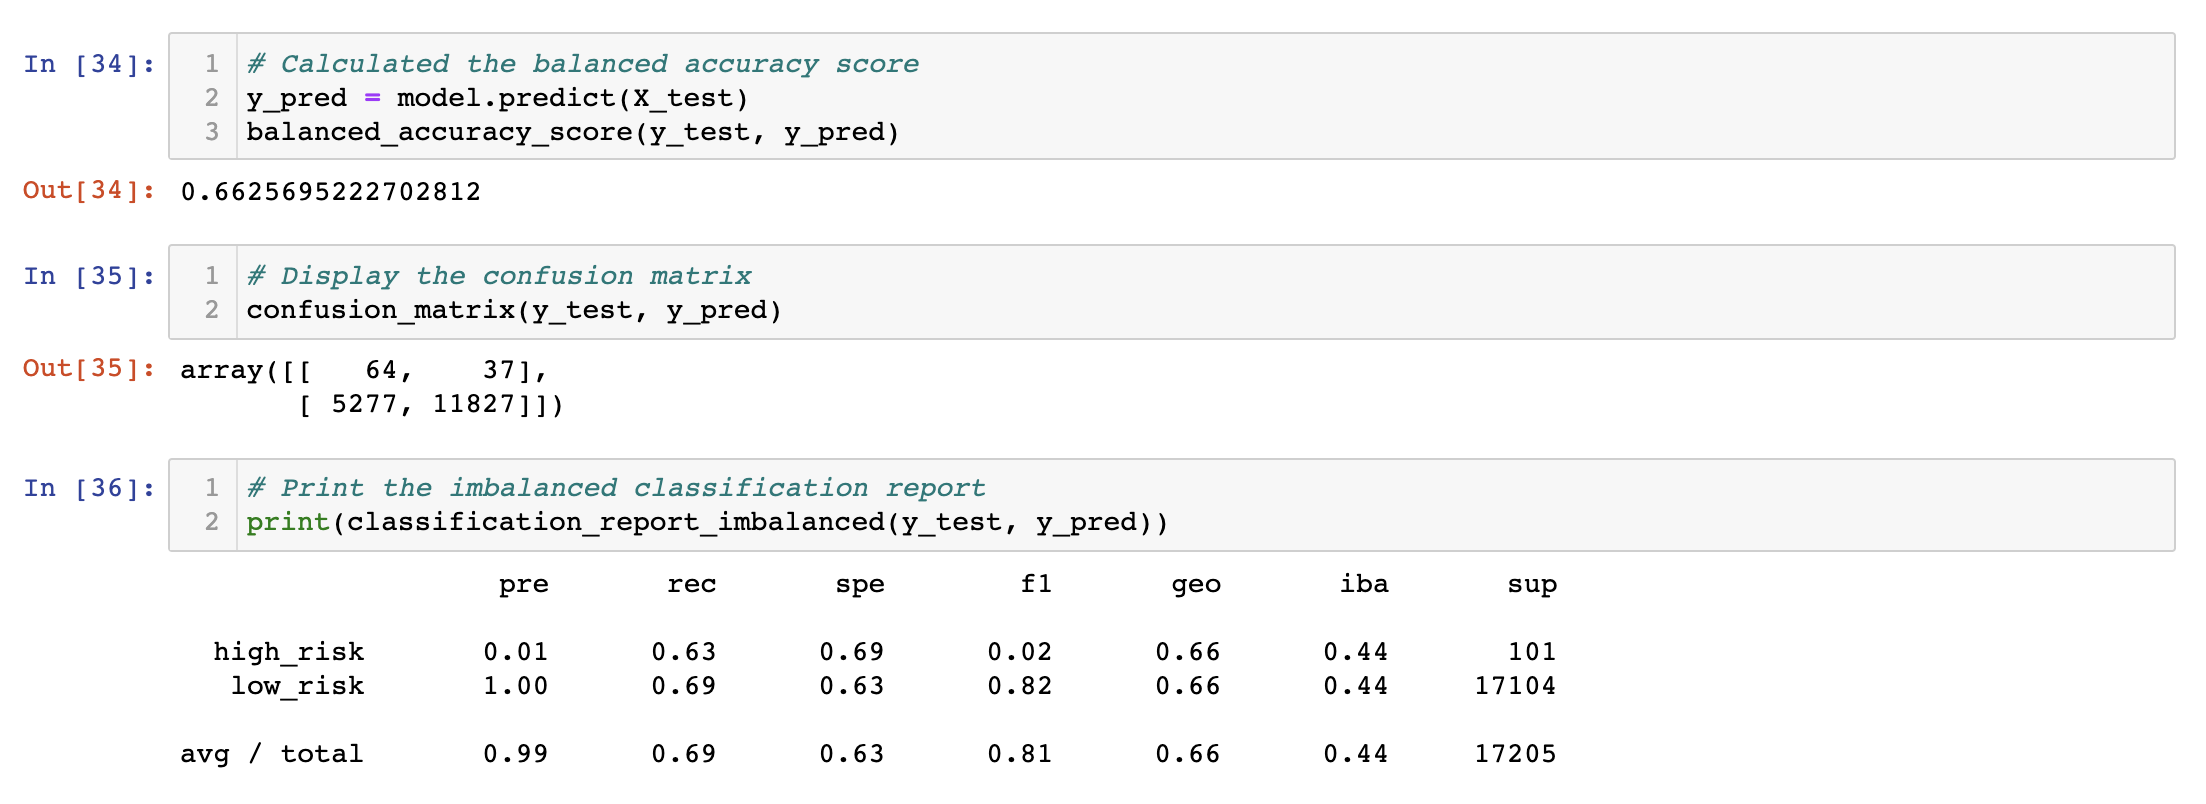 In [34]:
1 # Calculated the balanced accuracy score
2 y_pred = model.predict(X_test)
3 balanced_accuracy_score(y_test, y_pred)
Out[34]: 0.6625695222702812
In [35]:
1 # Display the confusion matrix
2 confusion_matrix(y_test, y_pred)
Out[35]: array([[   64,    37],
       [ 5277, 11827]])
In [36]:
1 # Print the imbalanced classification report
2 print(classification_report_imbalanced(y_test, y_pred))
pre rec spe f1 geo iba sup
high_risk 0.01 0.63 0.69 0.02 0.66 0.44 101
low_risk 1.00 0.69 0.63 0.82 0.66 0.44 17104
avg / total 0.99 0.69 0.63 0.81 0.66 0.44 17205